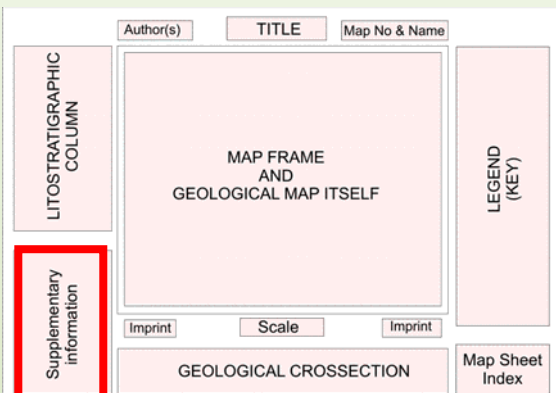 Author(s)
TITLE
Map No & Name
LITOSTRATIGRAPHIC
COLUMN
MAP FRAME
AND
GEOLOGICAL MAP ITSELF
LEGEND
(KEY)
Supplementary
information
Imprint
Scale
Imprint
GEOLOGICAL CROSSECTION
Map Sheet
Index